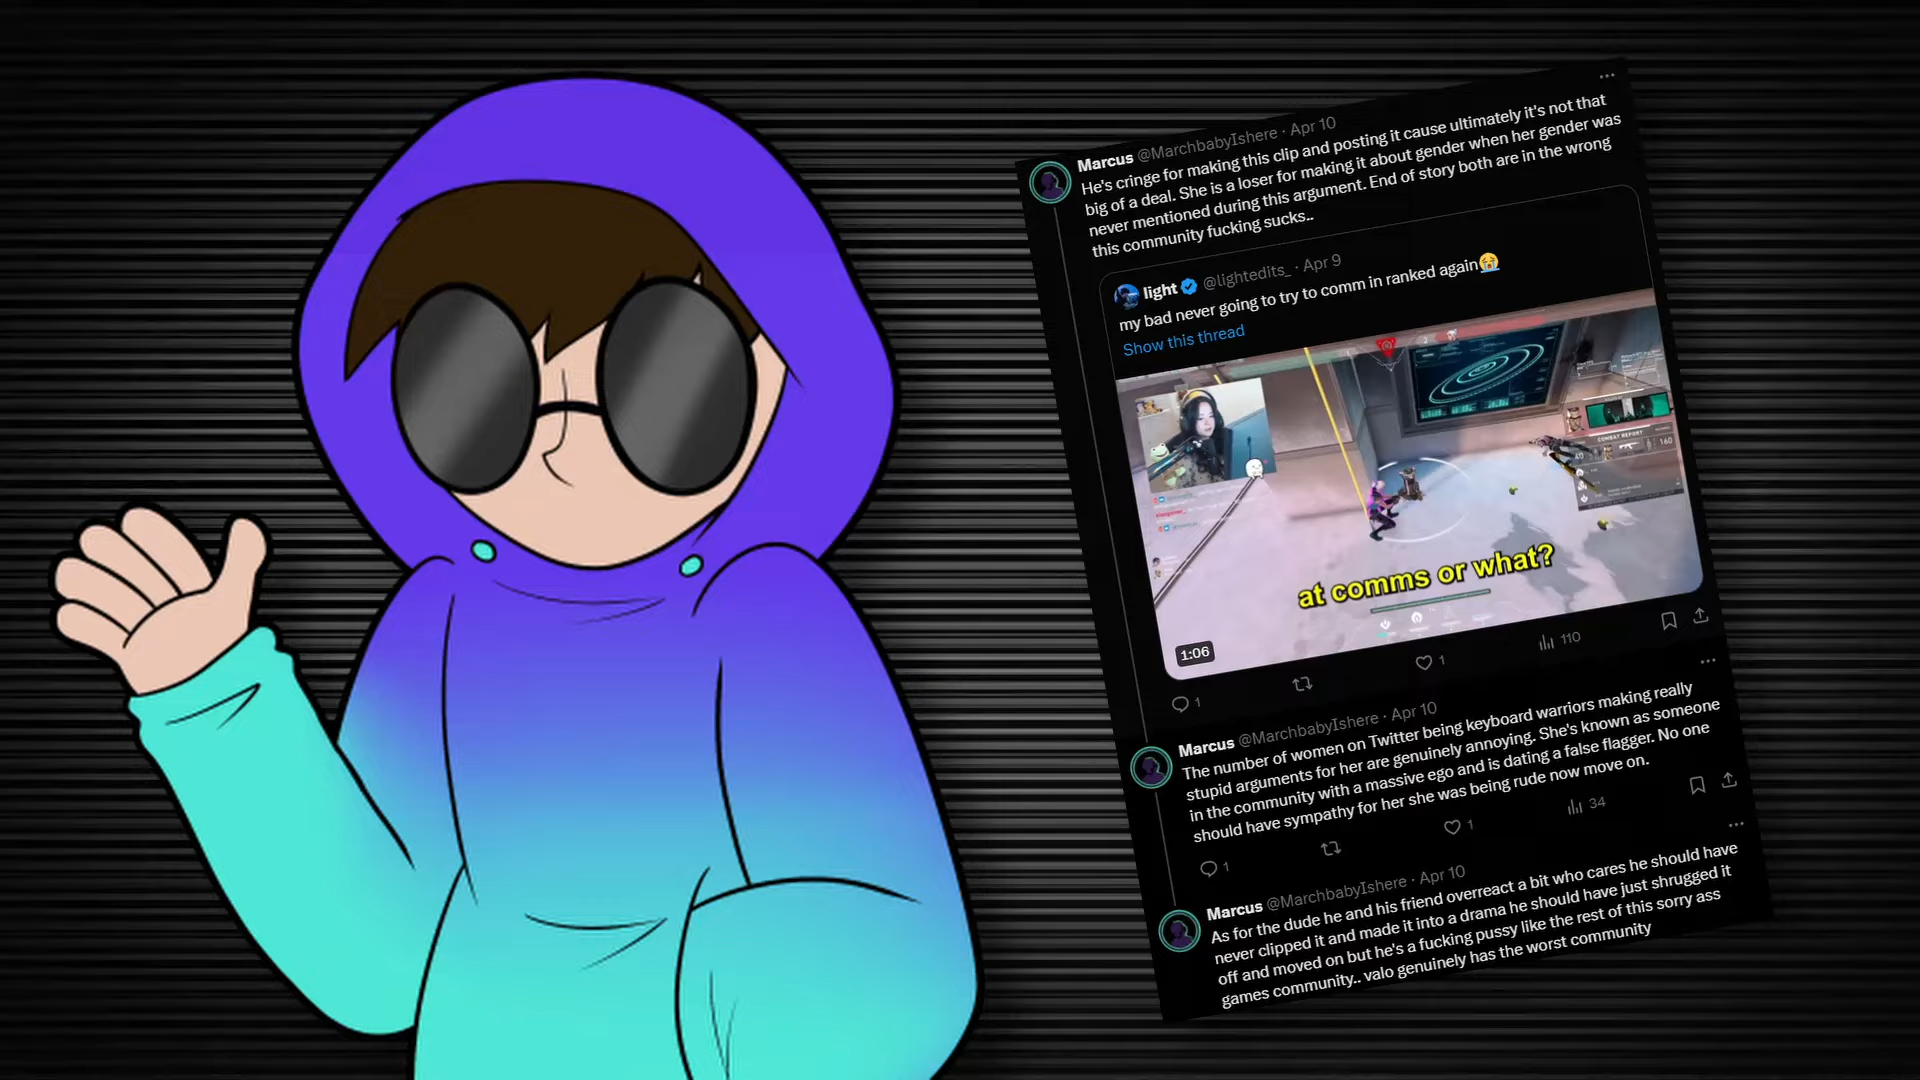 Marcus @MarchbabyIshere · Apr 10
He's cringe for making this clip and posting it cause ultimately it's not that
big of a deal. She is a loser for making it about gender when her gender was
never mentioned during this argument. End of story both are in the wrong
this community fucking sucks..
light @lightedits_ · Apr 9
my bad never going to try to comm in ranked again😭
Show this thread
COMBAT REPORT
160
at comms or what?
1:06
1
1
110
Marcus @MarchbabyIshere · Apr 10
The number of women on Twitter being keyboard warriors making really
stupid arguments for her are genuinely annoying. She's known as someone
in the community with a massive ego and is dating a false flagger. No one
should have sympathy for her she was being rude now move on.
1
1
34
Marcus @MarchbabyIshere · Apr 10
As for the dude he and his friend overreact a bit who cares he should have
never clipped it and made it into a drama he should have just shrugged it
off and moved on but he's a fucking pussy like the rest of this sorry ass
games community.. valo genuinely has the worst community